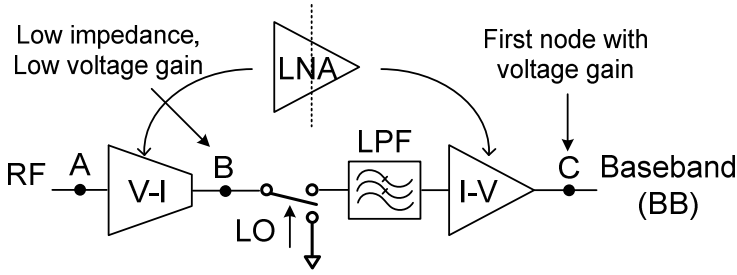 Low impedance,
Low voltage gain
LNA
First node with
voltage gain
RF
A
V-I
B
LO
LPF
I-V
C
Baseband
(BB)